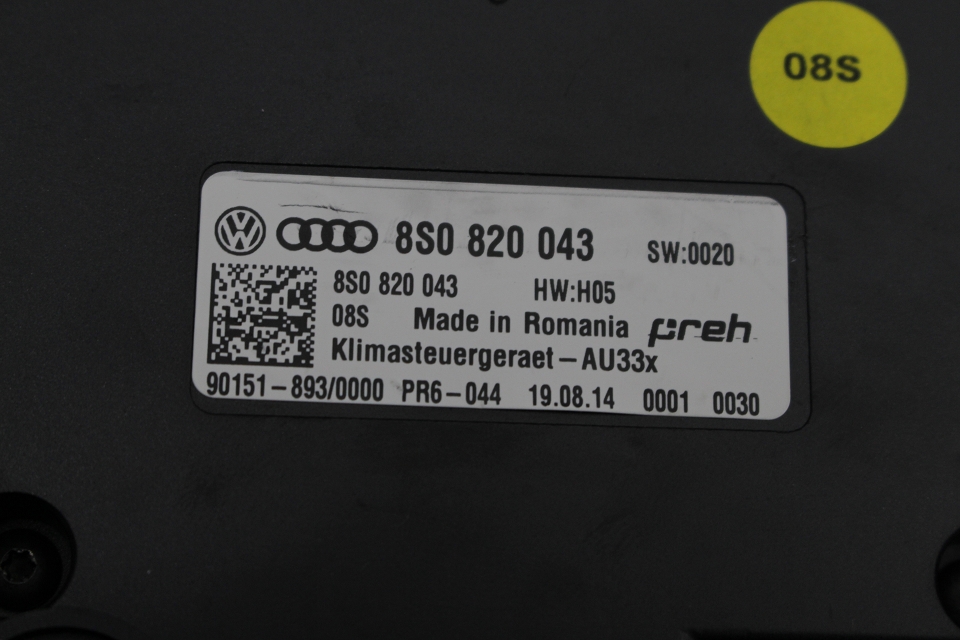 08S
8S0 820 043 SW:0020
8S0 820 043 HW:H05
08S Made in Romania preh
Klimasteuergeraet-AU33x
90151-893/0000 PR6-044 19.08.14 0001 0030